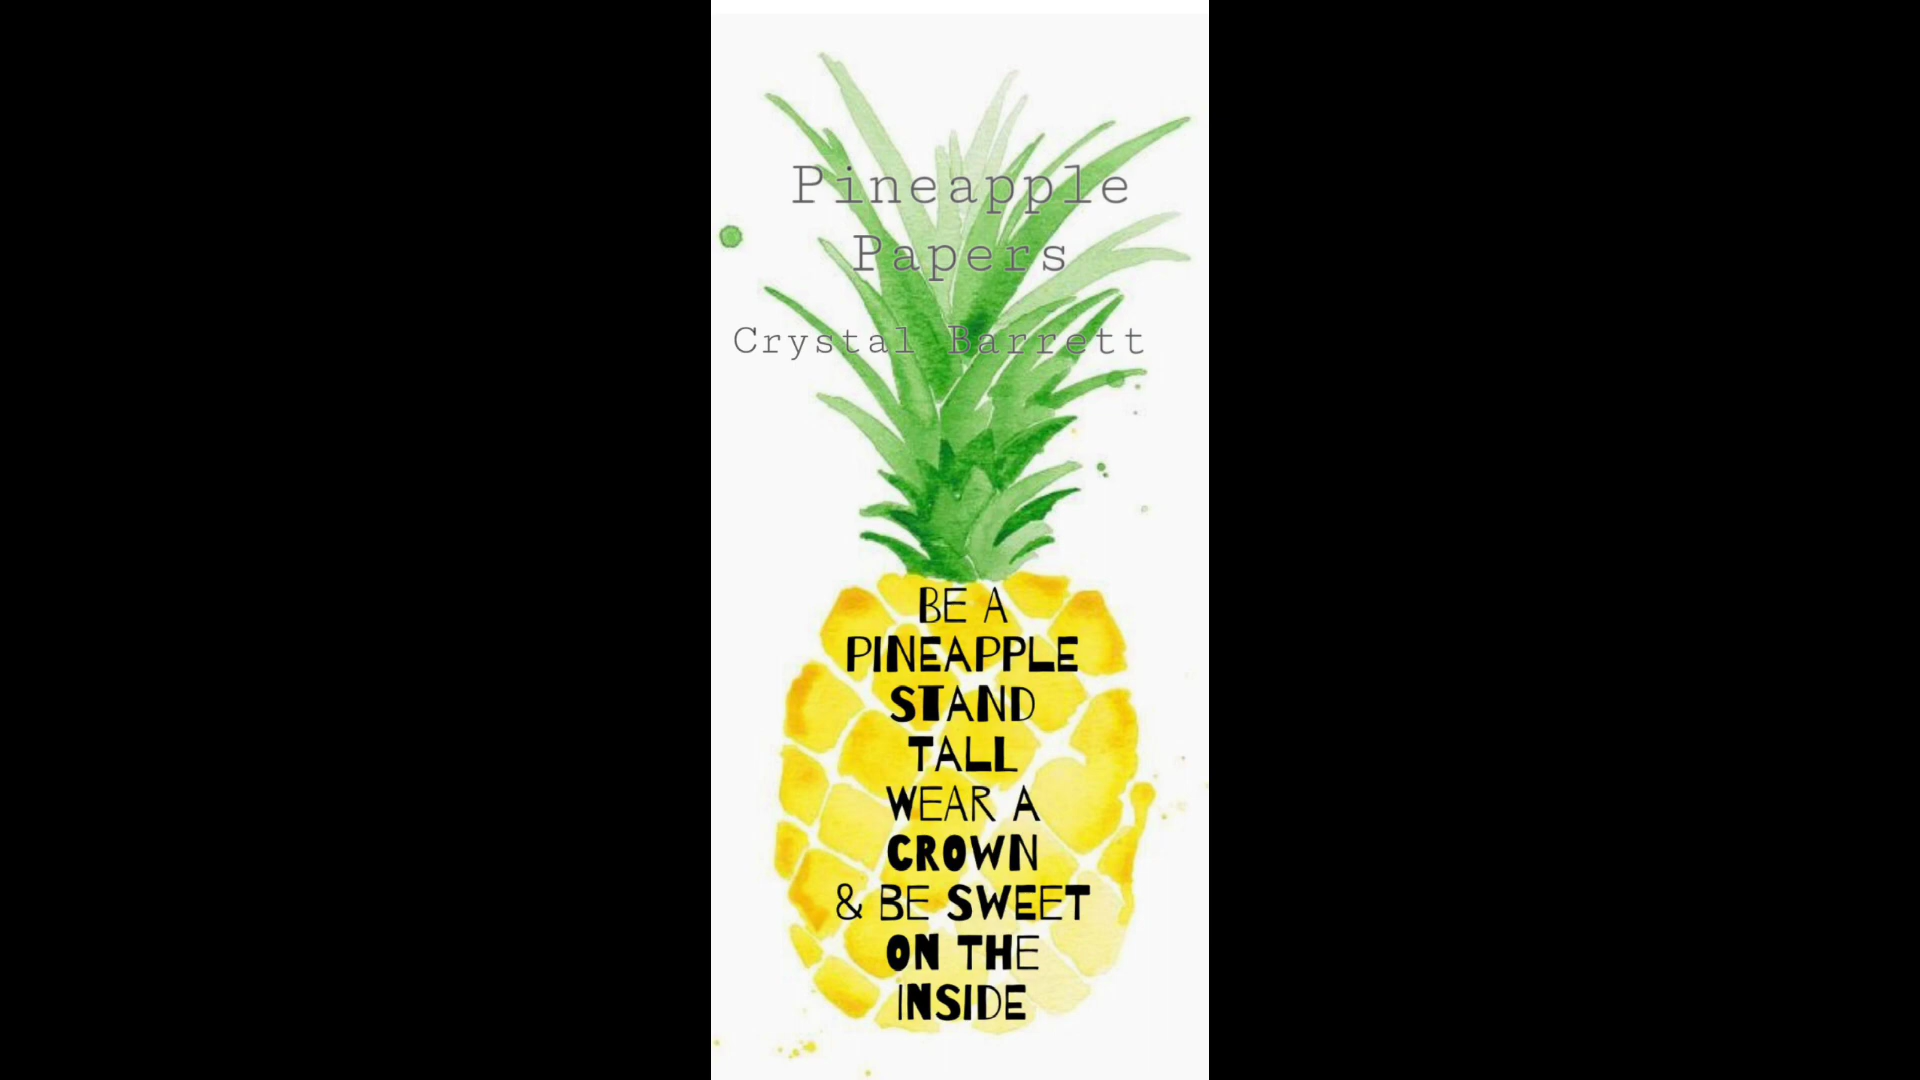 Pineapple
Papers
Crystal Barrett
BE A
PINEAPPLE
STAND
TALL
WEAR A
CROWN
& BE SWEET
ON THE
INSIDE